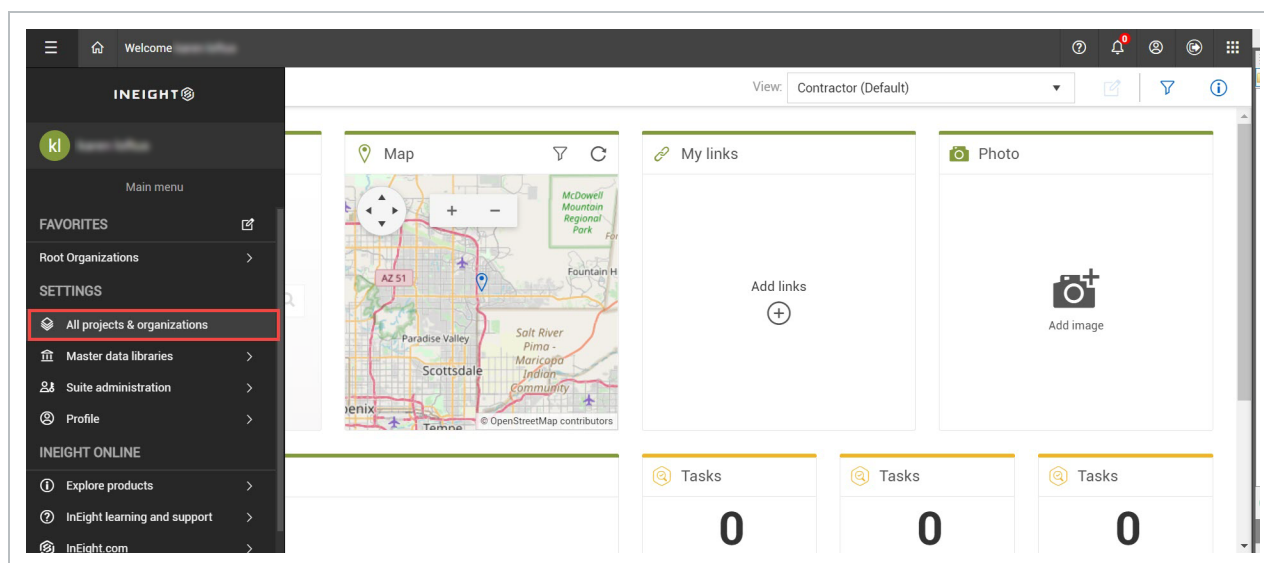 Welcome
0
INEIGHT
View: Contractor (Default)
kl
Main menu
FAVORITES
Root Organizations
SETTINGS
All projects & organizations
Master data libraries
Suite administration
Profile
INEIGHT ONLINE
Explore products
InEight learning and support
InEight.com
Map
McDowell
Mountain
Regional
Park
For
Fountain H
AZ 51
Paradise Valley
Salt River
Pima -
Maricopa
Indian
Community
Scottsdale
oenix
Tempe
© OpenStreetMap contributors
My links
Add links
Photo
Add image
Tasks
0
Tasks
0
Tasks
0